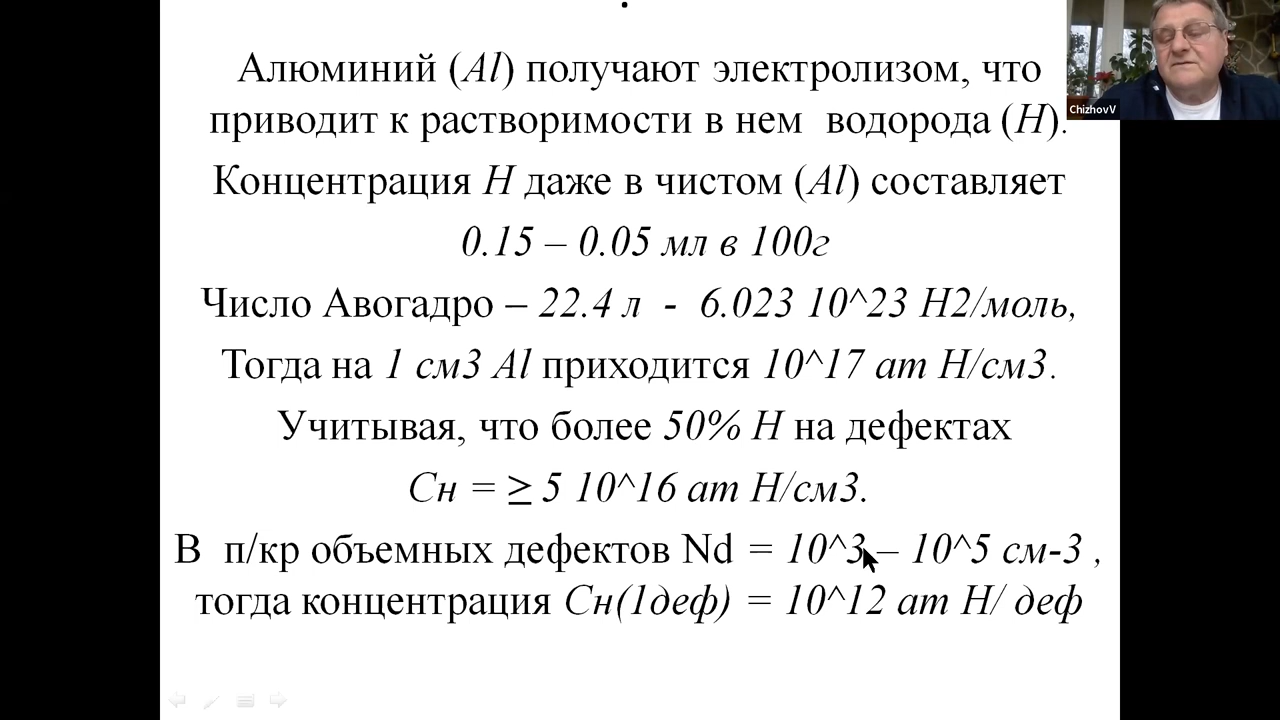 Алюминий (Al) получают электролизом, что
приводит к растворимости в нем водорода (H).
Концентрация H даже в чистом (Al) составляет
0.15 – 0.05 мл в 100г
Число Авогадро – 22.4 л - 6.023 10^23 H2/моль,
Тогда на 1 см3 Al приходится 10^17 ат H/см3.
Учитывая, что более 50% H на дефектах
Сн = ≥ 5 10^16 ат H/см3.
В п/кр объемных дефектов Nd = 10^3 – 10^5 см-3 ,
тогда концентрация Сн(1деф) = 10^12 ат H/ деф
ChizhovV